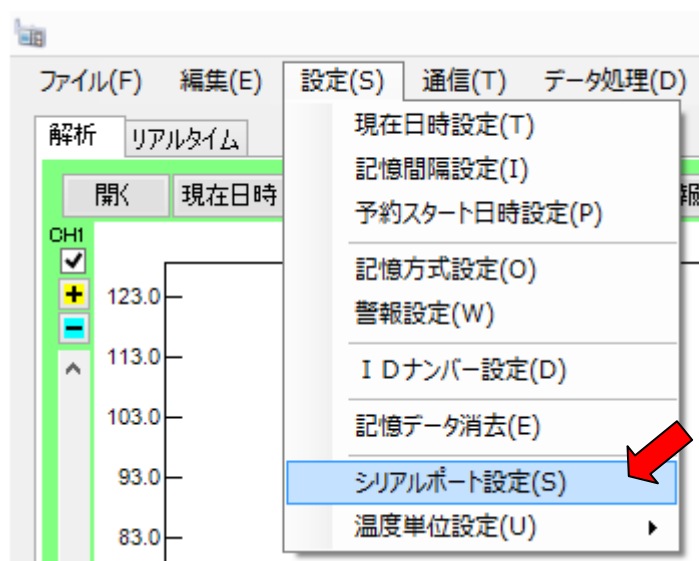 ファイル(F) 編集(E) 設定(S) 通信(T) データ処理(D)
解析 リアルタイム
開く 現在日時
現在日時設定(T)
記憶間隔設定(I)
予約スタート日時設定(P)
記憶方式設定(O)
警報設定(W)
ＩＤナンバー設定(D)
記憶データ消去(E)
シリアルポート設定(S)
温度単位設定(U)
CH1
123.0
113.0
103.0
93.0
83.0